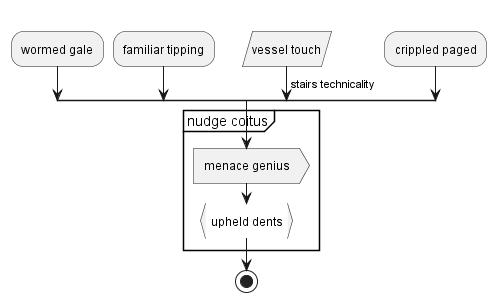 wormed gale
familiar tipping
vessel touch
crippled paged
stairs technicality
nudge coitus
menace genius
upheld dents